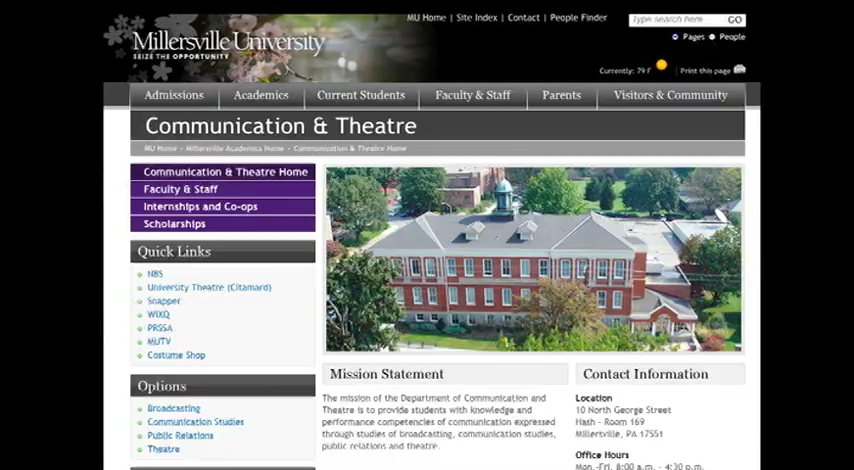 MU Home | Site Index | Contact | People Finder
Type search here GO
Pages People
Millersville University
SEIZE THE OPPORTUNITY
Currently: 79 F | Print this page
Admissions Academics Current Students Faculty & Staff Parents Visitors & Community
Communication & Theatre
MU Home • Millersville Academics Home • Communication & Theatre Home
Communication & Theatre Home
Faculty & Staff
Internships and Co-ops
Scholarships
Quick Links
NBS
University Theatre (Citamard)
Snapper
WIXQ
PRSSA
MUTV
Costume Shop
Options
Broadcasting
Communication Studies
Public Relations
Theatre
Mission Statement
The mission of the Department of Communication and
Theatre is to provide students with knowledge and
performance competencies of communication expressed
through studies of broadcasting, communication studies,
public relations and theatre.
Contact Information
Location
10 North George Street
Hash - Room 169
Millersville, PA 17551
Office Hours
Mon.-Fri. 8:00 a.m. - 4:30 p.m.